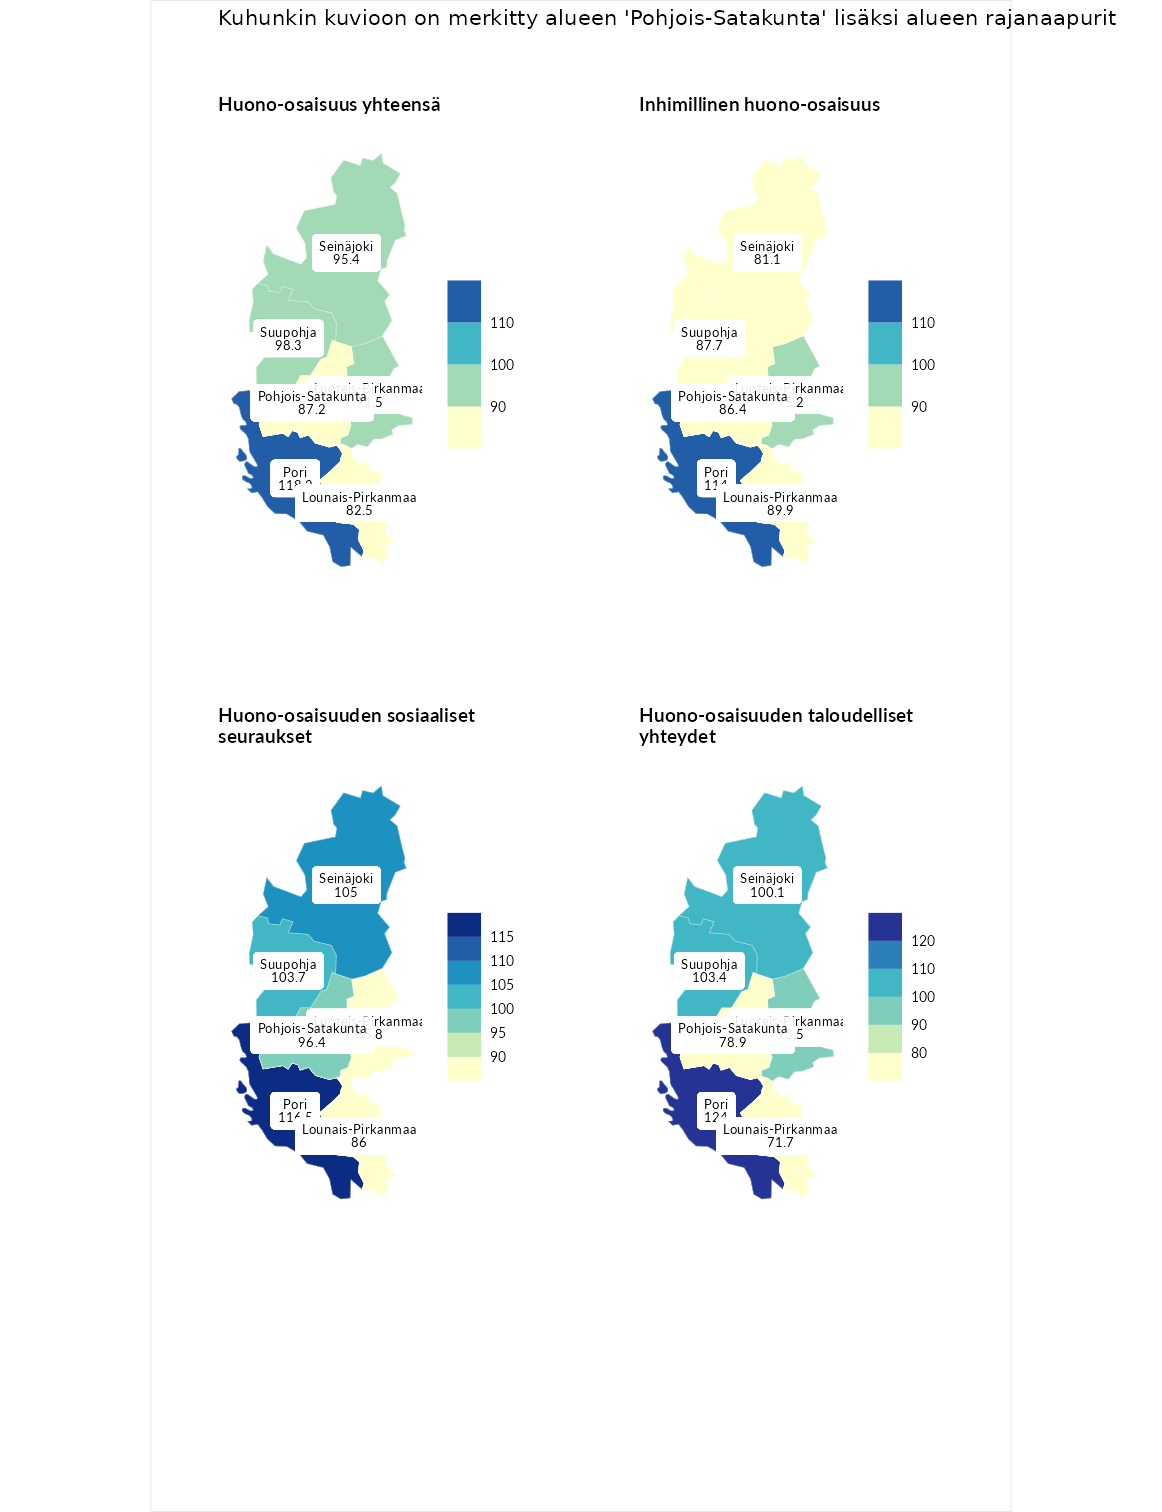 Kuhunkin kuvioon on merkitty alueen 'Pohjois-Satakunta' lisäksi alueen rajanaapurit
Huono-osaisuus yhteensä
Seinäjoki
95.4
Suupohja
98.3
Pohjois-Satakunta
87.2
Pori
Lounais-Pirkanmaa
82.5
110
100
90
Inhimillinen huono-osaisuus
Seinäjoki
81.1
Suupohja
87.7
Pohjois-Satakunta
86.4
Pori
Lounais-Pirkanmaa
89.9
110
100
90
Huono-osaisuuden sosiaaliset
seuraukset
Seinäjoki
105
Suupohja
103.7
Pohjois-Satakunta
96.4
Pori
Lounais-Pirkanmaa
86
115
110
105
100
95
90
Huono-osaisuuden taloudelliset
yhteydet
Seinäjoki
100.1
Suupohja
103.4
Pohjois-Satakunta
78.9
Pori
Lounais-Pirkanmaa
71.7
120
110
100
90
80